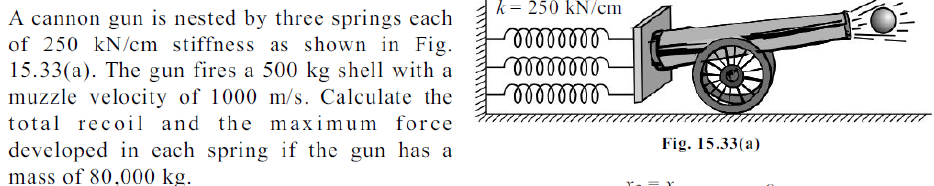 k = 250 kN/cm
A cannon gun is nested by three springs each
of 250 kN/cm stiffness as shown in Fig.
15.33(a). The gun fires a 500 kg shell with a
muzzle velocity of 1000 m/s. Calculate the
total recoil and the maximum force
developed in each spring if the gun has a
mass of 80,000 kg.
Fig. 15.33(a)